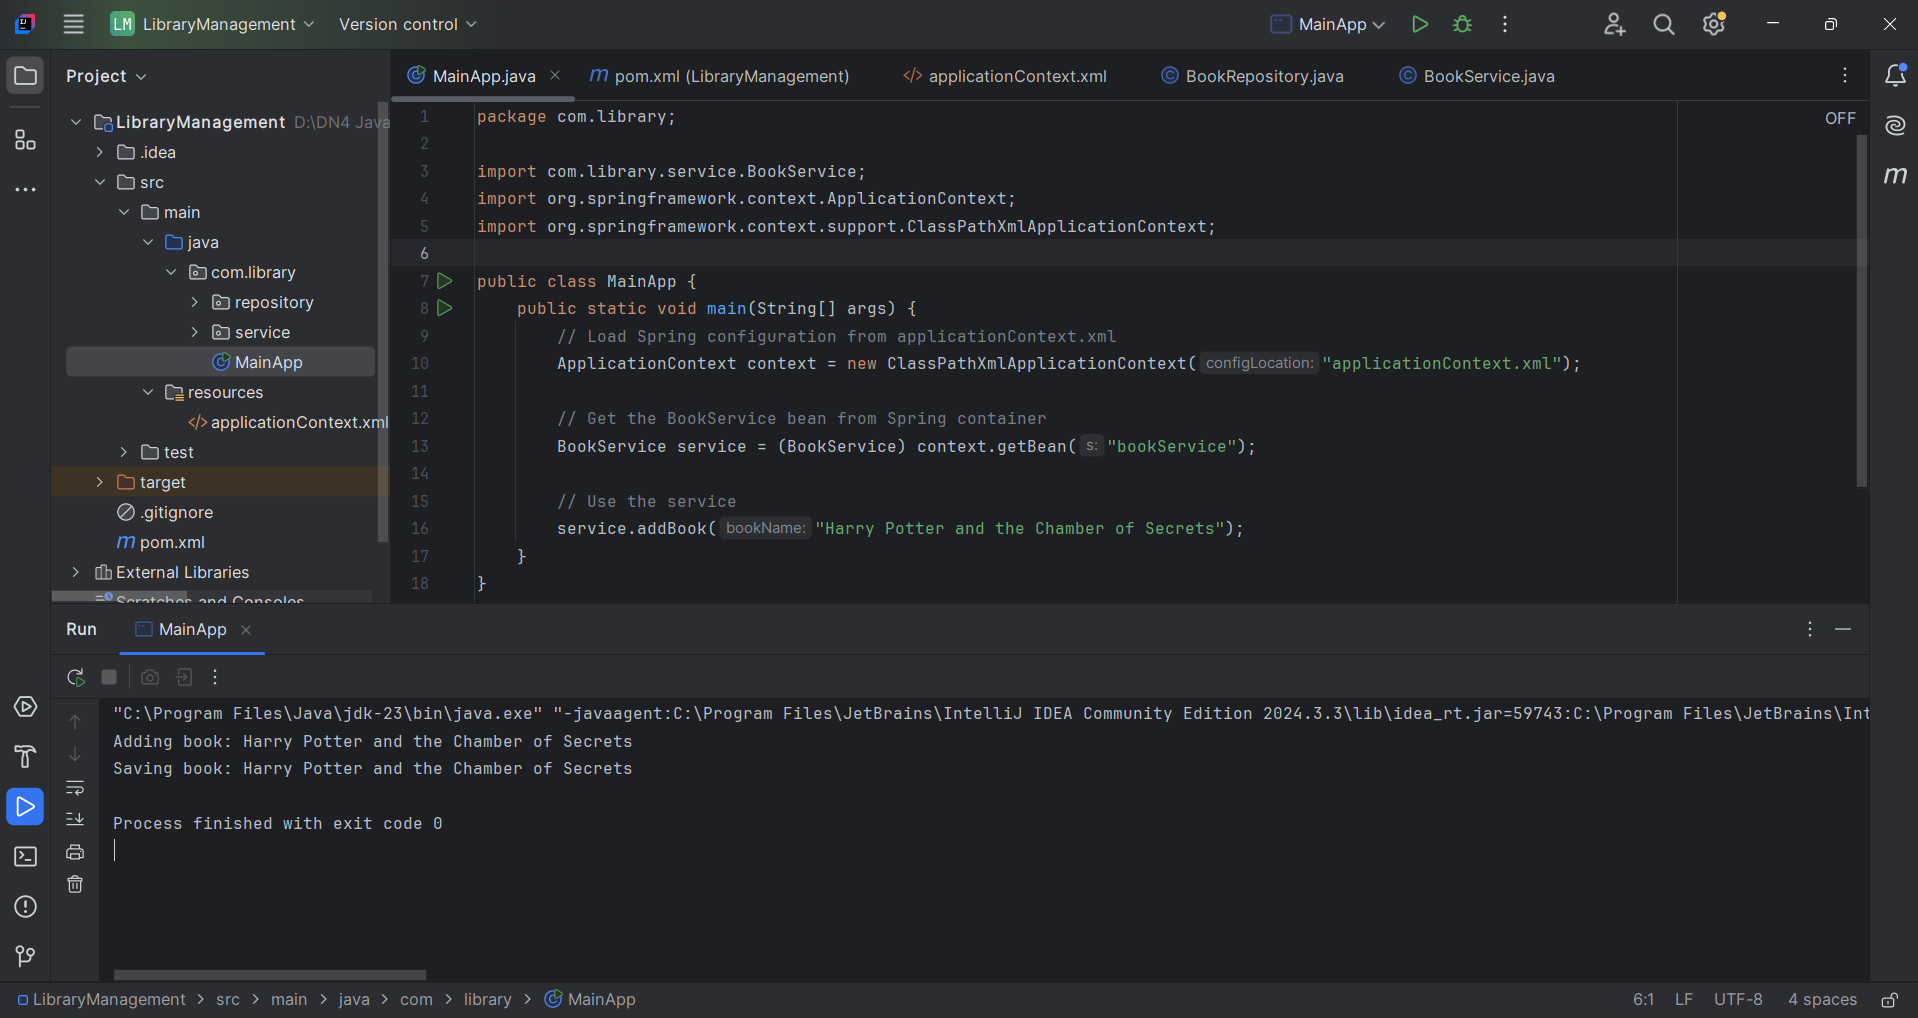 LM LibraryManagement Version control MainApp
Project
MainApp.java pom.xml (LibraryManagement) applicationContext.xml BookRepository.java BookService.java
LibraryManagement D:\DN4 Java
.idea
src
main
java
com.library
repository
service
MainApp
resources
applicationContext.xml
test
target
.gitignore
m pom.xml
External Libraries
Scratches and Consoles
OFF
1 package com.library;
2
3 import com.library.service.BookService;
4 import org.springframework.context.ApplicationContext;
5 import org.springframework.context.support.ClassPathXmlApplicationContext;
6
7 public class MainApp {
8 public static void main(String[] args) {
9 // Load Spring configuration from applicationContext.xml
10 ApplicationContext context = new ClassPathXmlApplicationContext( configLocation: "applicationContext.xml");
11
12 // Get the BookService bean from Spring container
13 BookService service = (BookService) context.getBean( s: "bookService");
14
15 // Use the service
16 service.addBook( bookName: "Harry Potter and the Chamber of Secrets");
17 }
18 }
Run MainApp
"C:\Program Files\Java\jdk-23\bin\java.exe" "-javaagent:C:\Program Files\JetBrains\IntelliJ IDEA Community Edition 2024.3.3\lib\idea_rt.jar=59743:C:\Program Files\JetBrains\Int
Adding book: Harry Potter and the Chamber of Secrets
Saving book: Harry Potter and the Chamber of Secrets
Process finished with exit code 0
LibraryManagement > src > main > java > com > library > MainApp
6:1 LF UTF-8 4 spaces